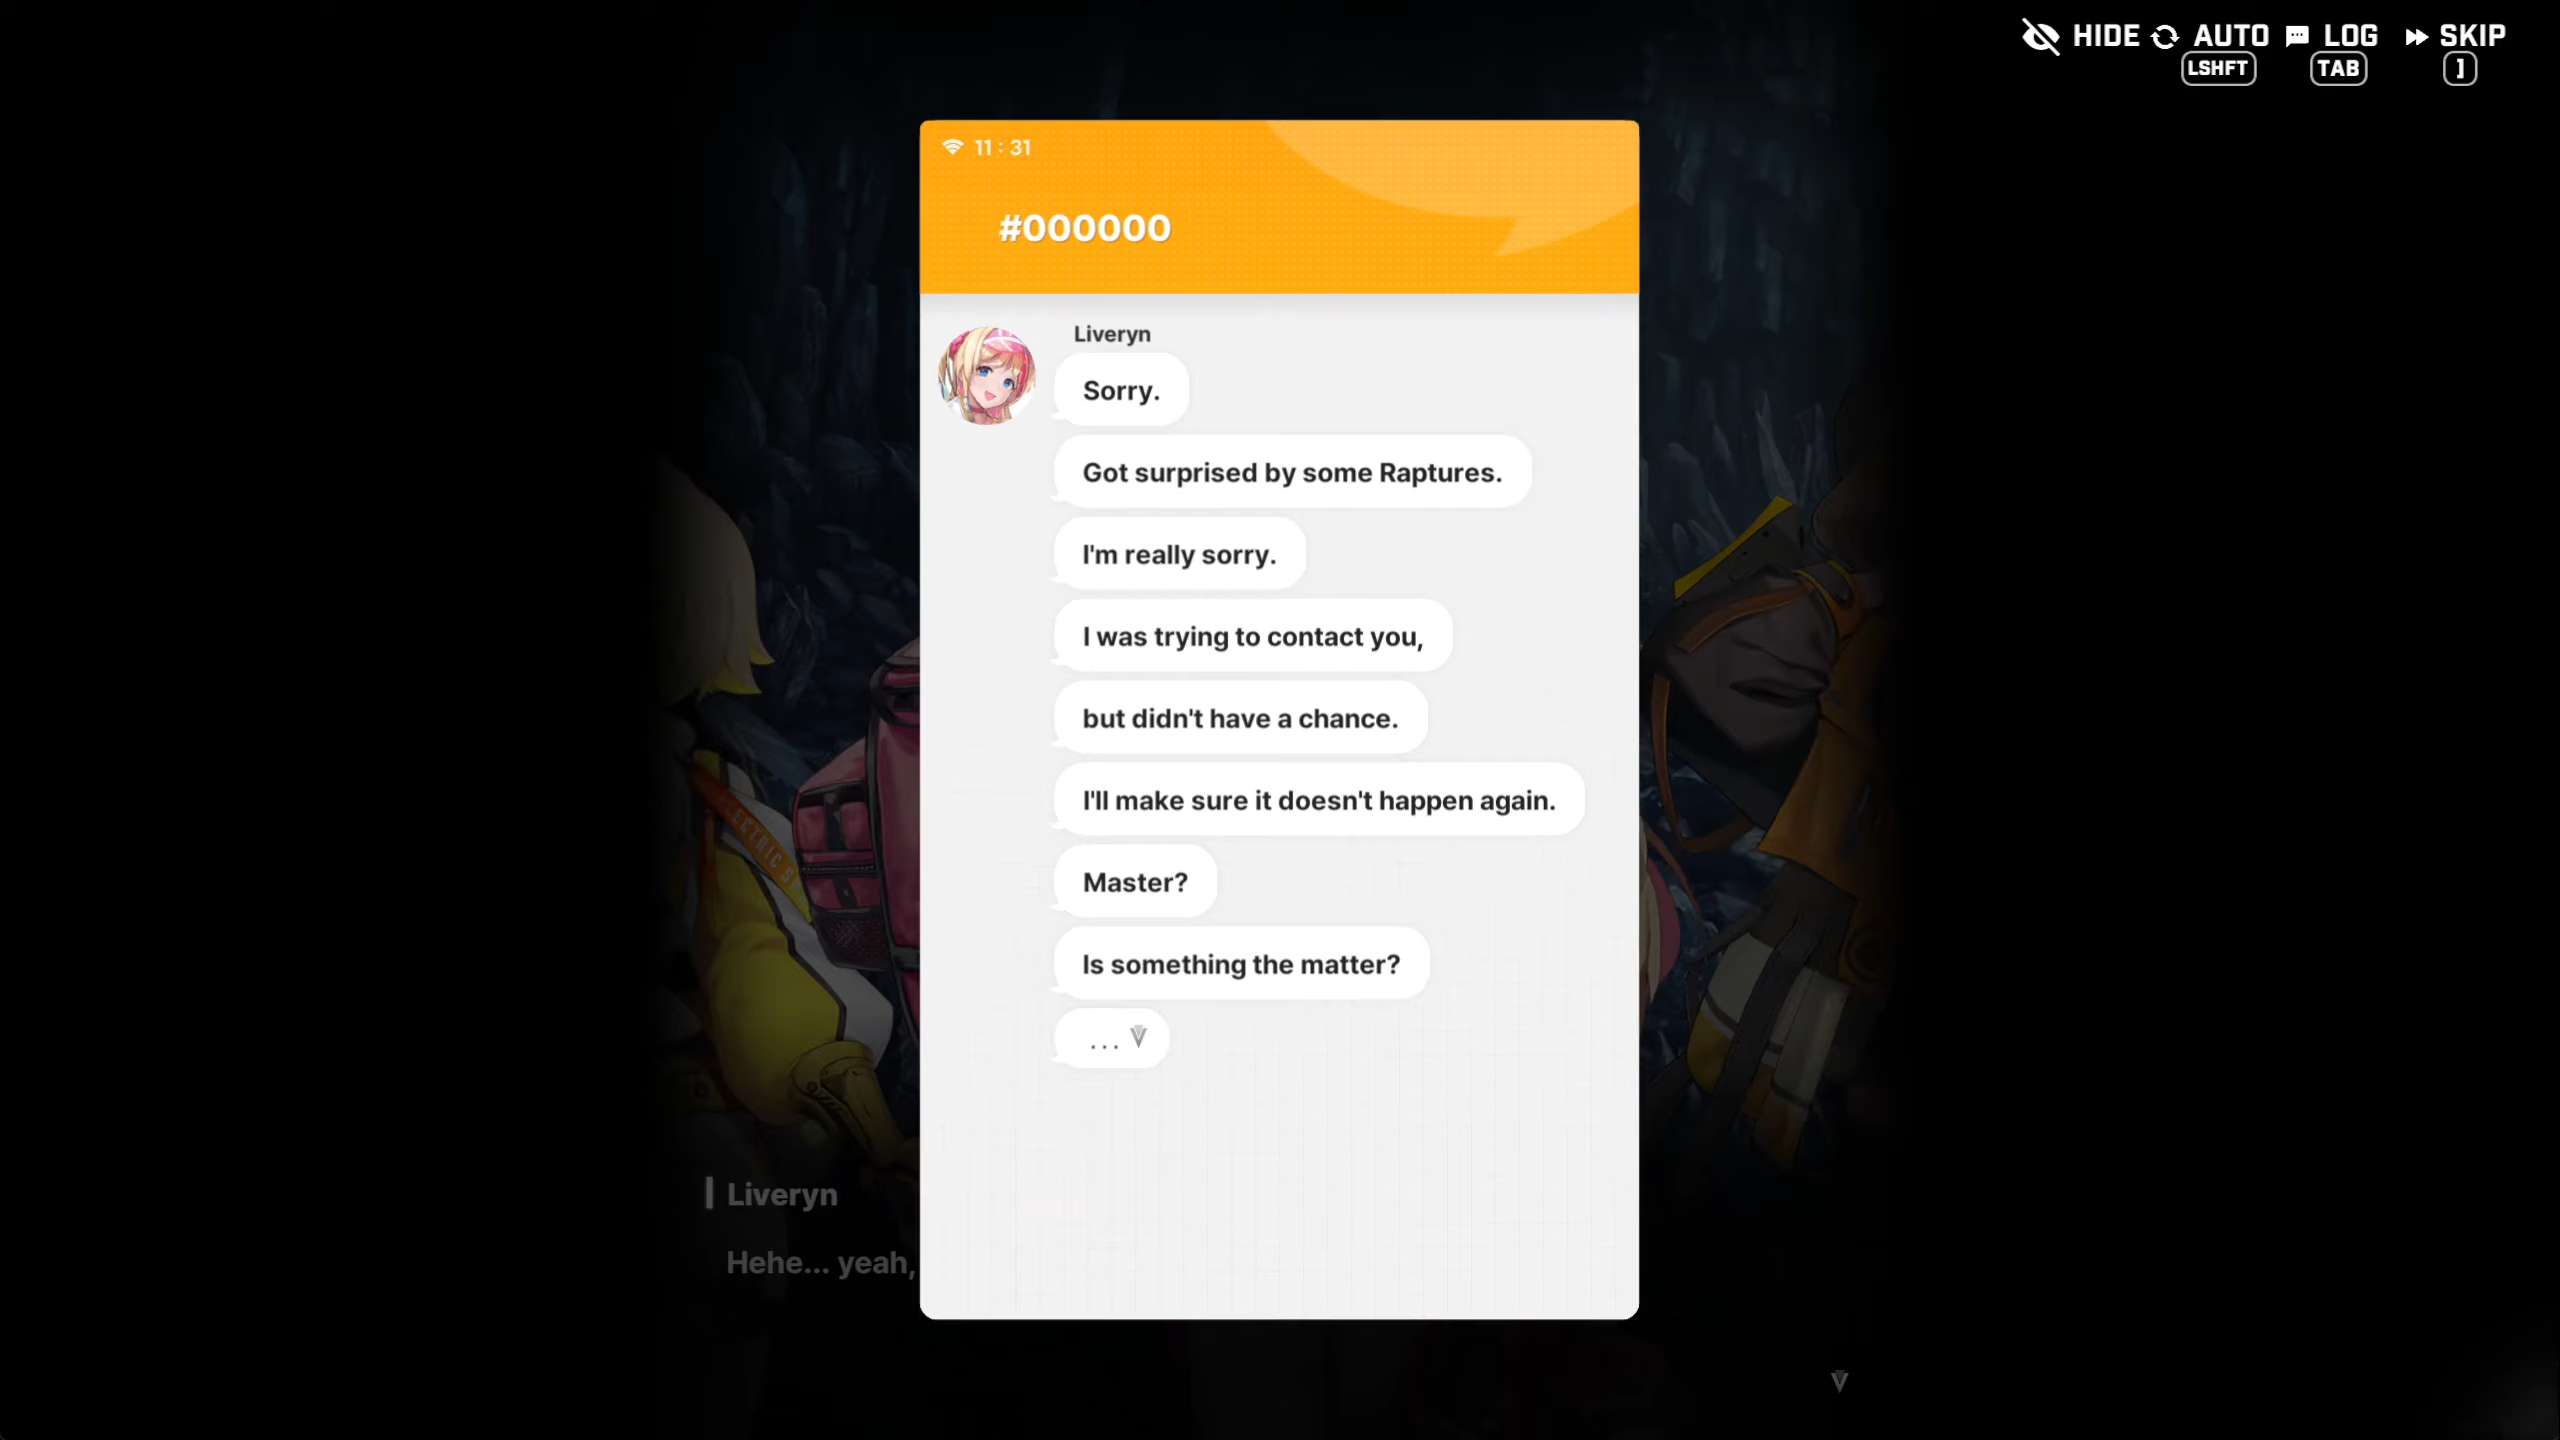 HIDE AUTO LOG SKIP
LSHFT TAB ]
11 : 31
#000000
Liveryn
Sorry.
Got surprised by some Raptures.
I'm really sorry.
I was trying to contact you,
but didn't have a chance.
I'll make sure it doesn't happen again.
Master?
Is something the matter?
...
Liveryn
Hehe... yeah,